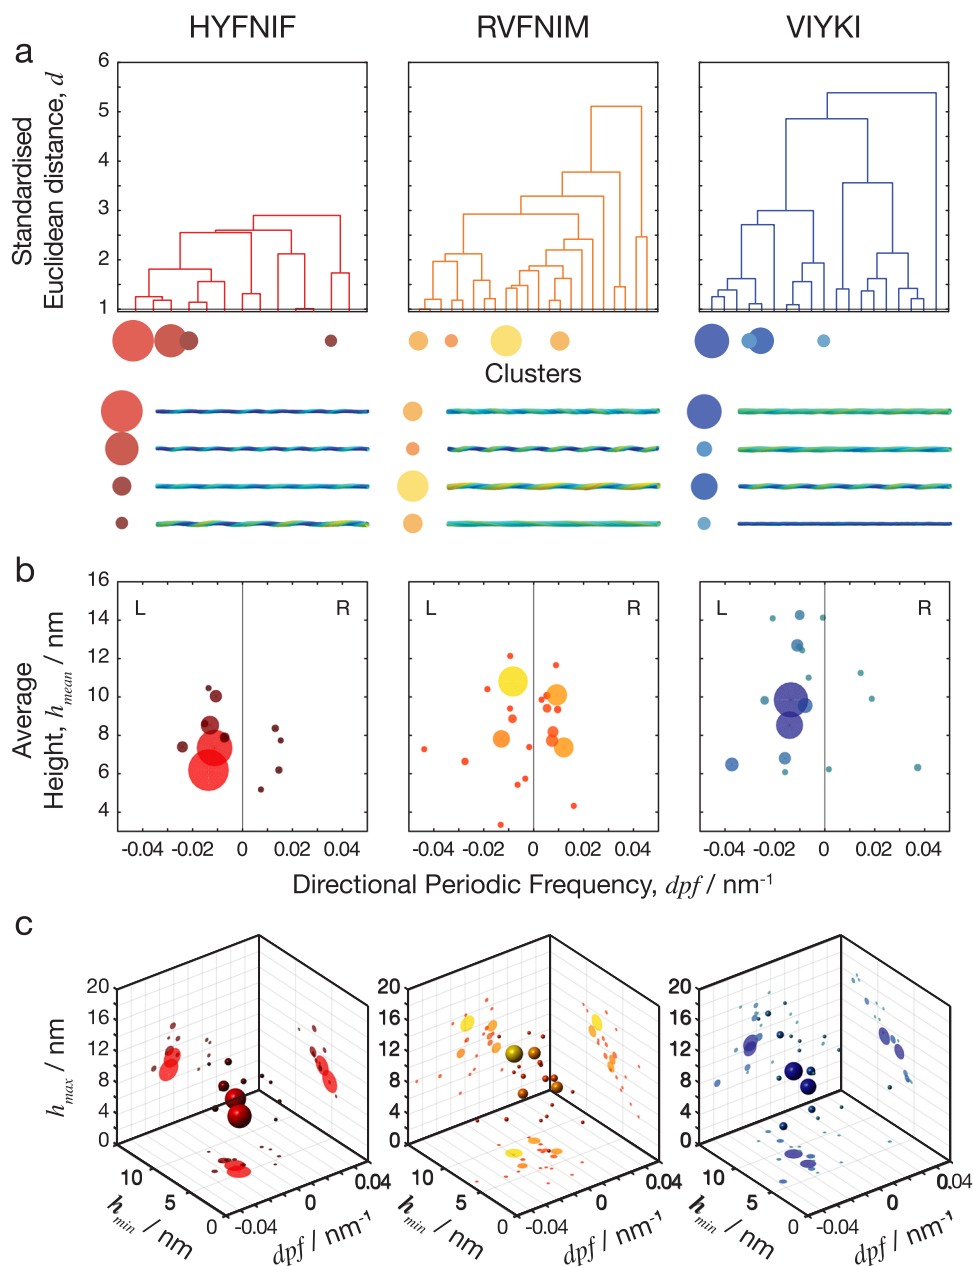 HYFNIF RVFNIM VIYKI
a
Standardised
Euclidean distance, d
6
5
4
3
2
1
Clusters
b
Average
Height, hmean / nm
16
14
12
10
8
6
4
L R L R L R
-0.04 -0.02 0 0.02 0.04 -0.04 -0.02 0 0.02 0.04 -0.04 -0.02 0 0.02 0.04
Directional Periodic Frequency, dpf / nm-1
c
hmax / nm
20 20 20
16 16 16
12 12 12
8 8 8
4 4 4
0 0 0
10 0.04 10 0.04 10 0.04
5 0 5 0 5 0
0 -0.04 0 -0.04 0 -0.04
hmin / nm dpf / nm-1 hmin / nm dpf / nm-1 hmin / nm dpf / nm-1